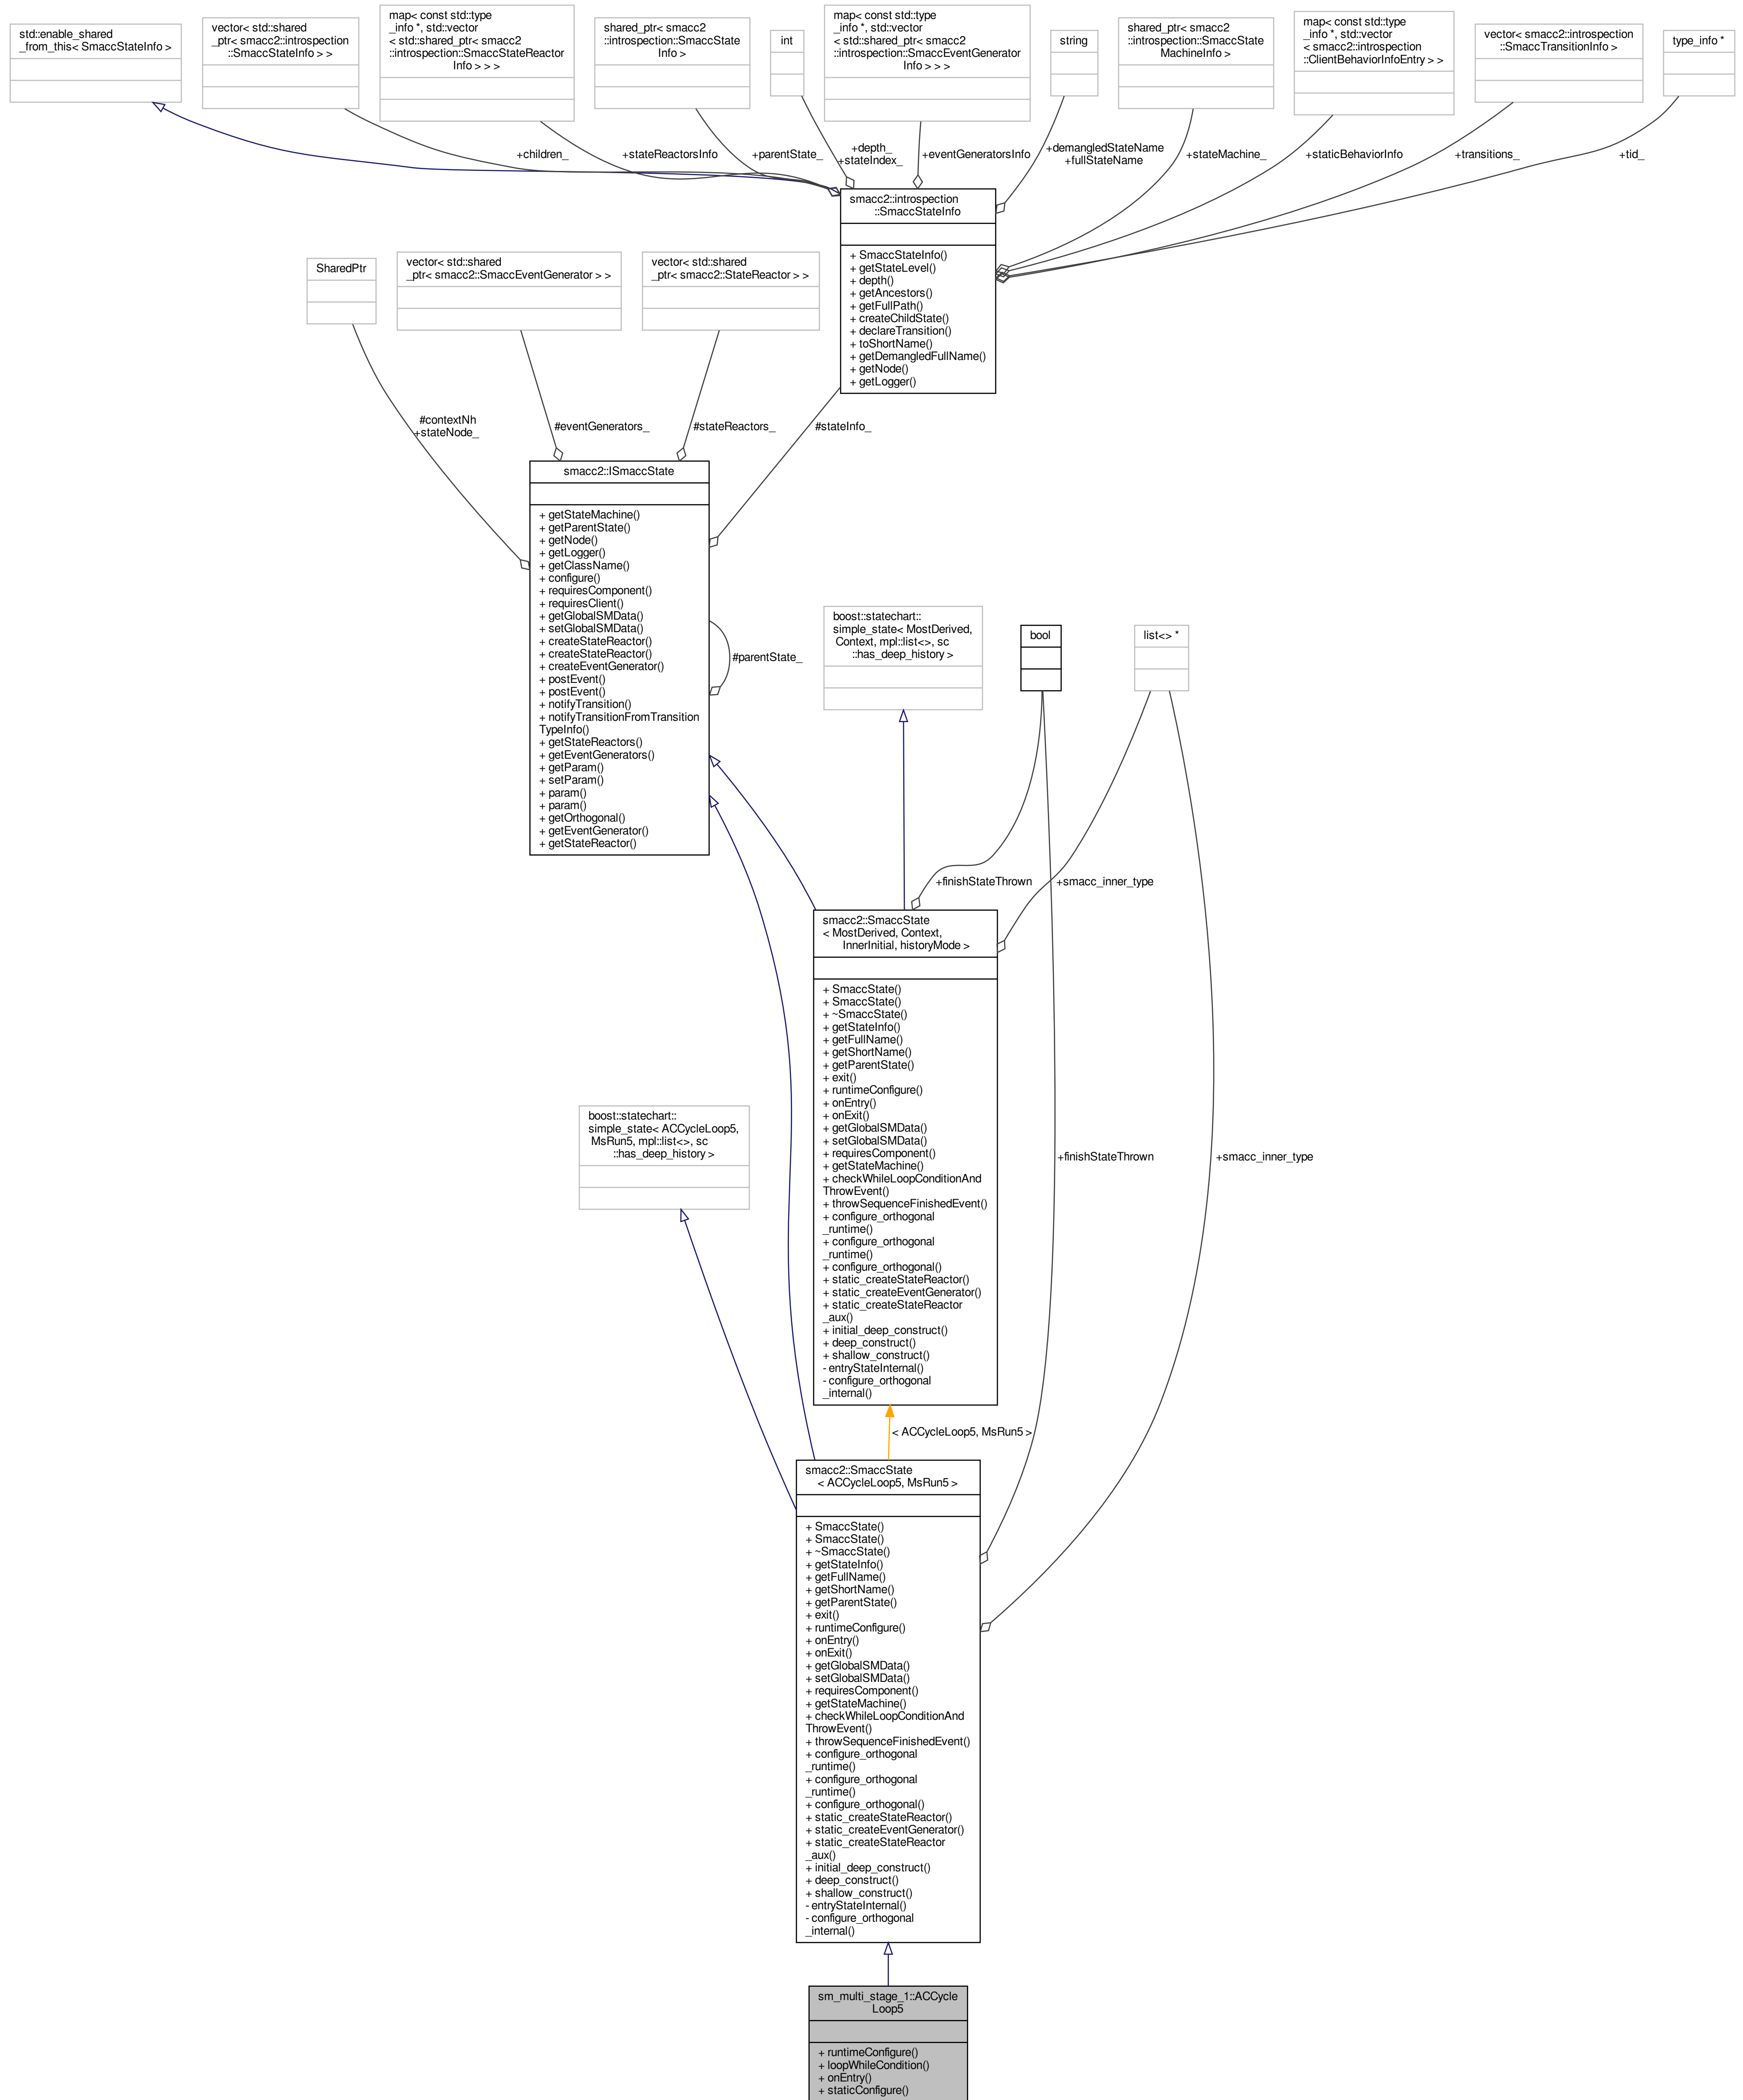 std::enable_shared
_from_this< SmaccStateInfo >
vector< std::shared
_ptr< smacc2::introspection
::SmaccStateInfo > >
map< const std::type
_info *, std::vector
< std::shared_ptr< smacc2
::introspection::SmaccStateReactor
Info > > >
shared_ptr< smacc2
::introspection::SmaccState
Info >
int
map< const std::type
_info *, std::vector
< std::shared_ptr< smacc2
::introspection::SmaccEventGenerator
Info > > >
string
shared_ptr< smacc2
::introspection::SmaccState
MachineInfo >
map< const std::type
_info *, std::vector
< smacc2::introspection
::ClientBehaviorInfoEntry > >
vector< smacc2::introspection
::SmaccTransitionInfo >
type_info *
+children_
+stateReactorsInfo
+parentState_
+depth_
+stateIndex_
+eventGeneratorsInfo
+demangledStateName
+fullStateName
+stateMachine_
+staticBehaviorInfo
+transitions_
+tid_
smacc2::introspection
::SmaccStateInfo
+ SmaccStateInfo()
+ getStateLevel()
+ depth()
+ getAncestors()
+ getFullPath()
+ createChildState()
+ declareTransition()
+ toShortName()
+ getDemangledFullName()
+ getNode()
+ getLogger()
SharedPtr
vector< std::shared
_ptr< smacc2::SmaccEventGenerator > >
vector< std::shared
_ptr< smacc2::StateReactor > >
#contextNh
+stateNode_
#eventGenerators_
#stateReactors_
#stateInfo_
smacc2::ISmaccState
+ getStateMachine()
+ getParentState()
+ getNode()
+ getLogger()
+ getClassName()
+ configure()
+ requiresComponent()
+ requiresClient()
+ getGlobalSMData()
+ setGlobalSMData()
+ createStateReactor()
+ createStateReactor()
+ createEventGenerator()
+ postEvent()
+ postEvent()
+ notifyTransition()
+ notifyTransitionFromTransition
TypeInfo()
+ getStateReactors()
+ getEventGenerators()
+ getParam()
+ setParam()
+ param()
+ param()
+ getOrthogonal()
+ getEventGenerator()
+ getStateReactor()
#parentState_
boost::statechart::
simple_state< MostDerived,
Context, mpl::list<>, sc
::has_deep_history >
bool
list<> *
+finishStateThrown
+smacc_inner_type
smacc2::SmaccState
< MostDerived, Context,
InnerInitial, historyMode >
+ SmaccState()
+ SmaccState()
+ ~SmaccState()
+ getStateInfo()
+ getFullName()
+ getShortName()
+ getParentState()
+ exit()
+ runtimeConfigure()
+ onEntry()
+ onExit()
+ getGlobalSMData()
+ setGlobalSMData()
+ requiresComponent()
+ getStateMachine()
+ checkWhileLoopConditionAnd
ThrowEvent()
+ throwSequenceFinishedEvent()
+ configure_orthogonal
_runtime()
+ configure_orthogonal
_runtime()
+ configure_orthogonal()
+ static_createStateReactor()
+ static_createEventGenerator()
+ static_createStateReactor
_aux()
+ initial_deep_construct()
+ deep_construct()
+ shallow_construct()
- entryStateInternal()
- configure_orthogonal
_internal()
boost::statechart::
simple_state< ACCycleLoop5,
MsRun5, mpl::list<>, sc
::has_deep_history >
+finishStateThrown
+smacc_inner_type
< ACCycleLoop5, MsRun5 >
smacc2::SmaccState
< ACCycleLoop5, MsRun5 >
+ SmaccState()
+ SmaccState()
+ ~SmaccState()
+ getStateInfo()
+ getFullName()
+ getShortName()
+ getParentState()
+ exit()
+ runtimeConfigure()
+ onEntry()
+ onExit()
+ getGlobalSMData()
+ setGlobalSMData()
+ requiresComponent()
+ getStateMachine()
+ checkWhileLoopConditionAnd
ThrowEvent()
+ throwSequenceFinishedEvent()
+ configure_orthogonal
_runtime()
+ configure_orthogonal
_runtime()
+ configure_orthogonal()
+ static_createStateReactor()
+ static_createEventGenerator()
+ static_createStateReactor
_aux()
+ initial_deep_construct()
+ deep_construct()
+ shallow_construct()
- entryStateInternal()
- configure_orthogonal
_internal()
sm_multi_stage_1::ACCycle
Loop5
+ runtimeConfigure()
+ loopWhileCondition()
+ onEntry()
+ staticConfigure()